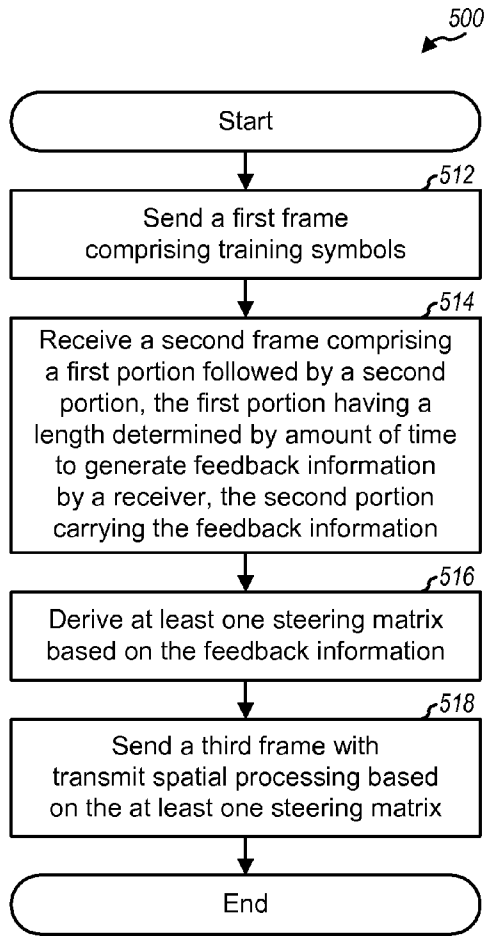 500
Start
512
Send a first frame
comprising training symbols
514
Receive a second frame comprising
a first portion followed by a second
portion, the first portion having a
length determined by amount of time
to generate feedback information
by a receiver, the second portion
carrying the feedback information
516
Derive at least one steering matrix
based on the feedback information
518
Send a third frame with
transmit spatial processing based
on the at least one steering matrix
End